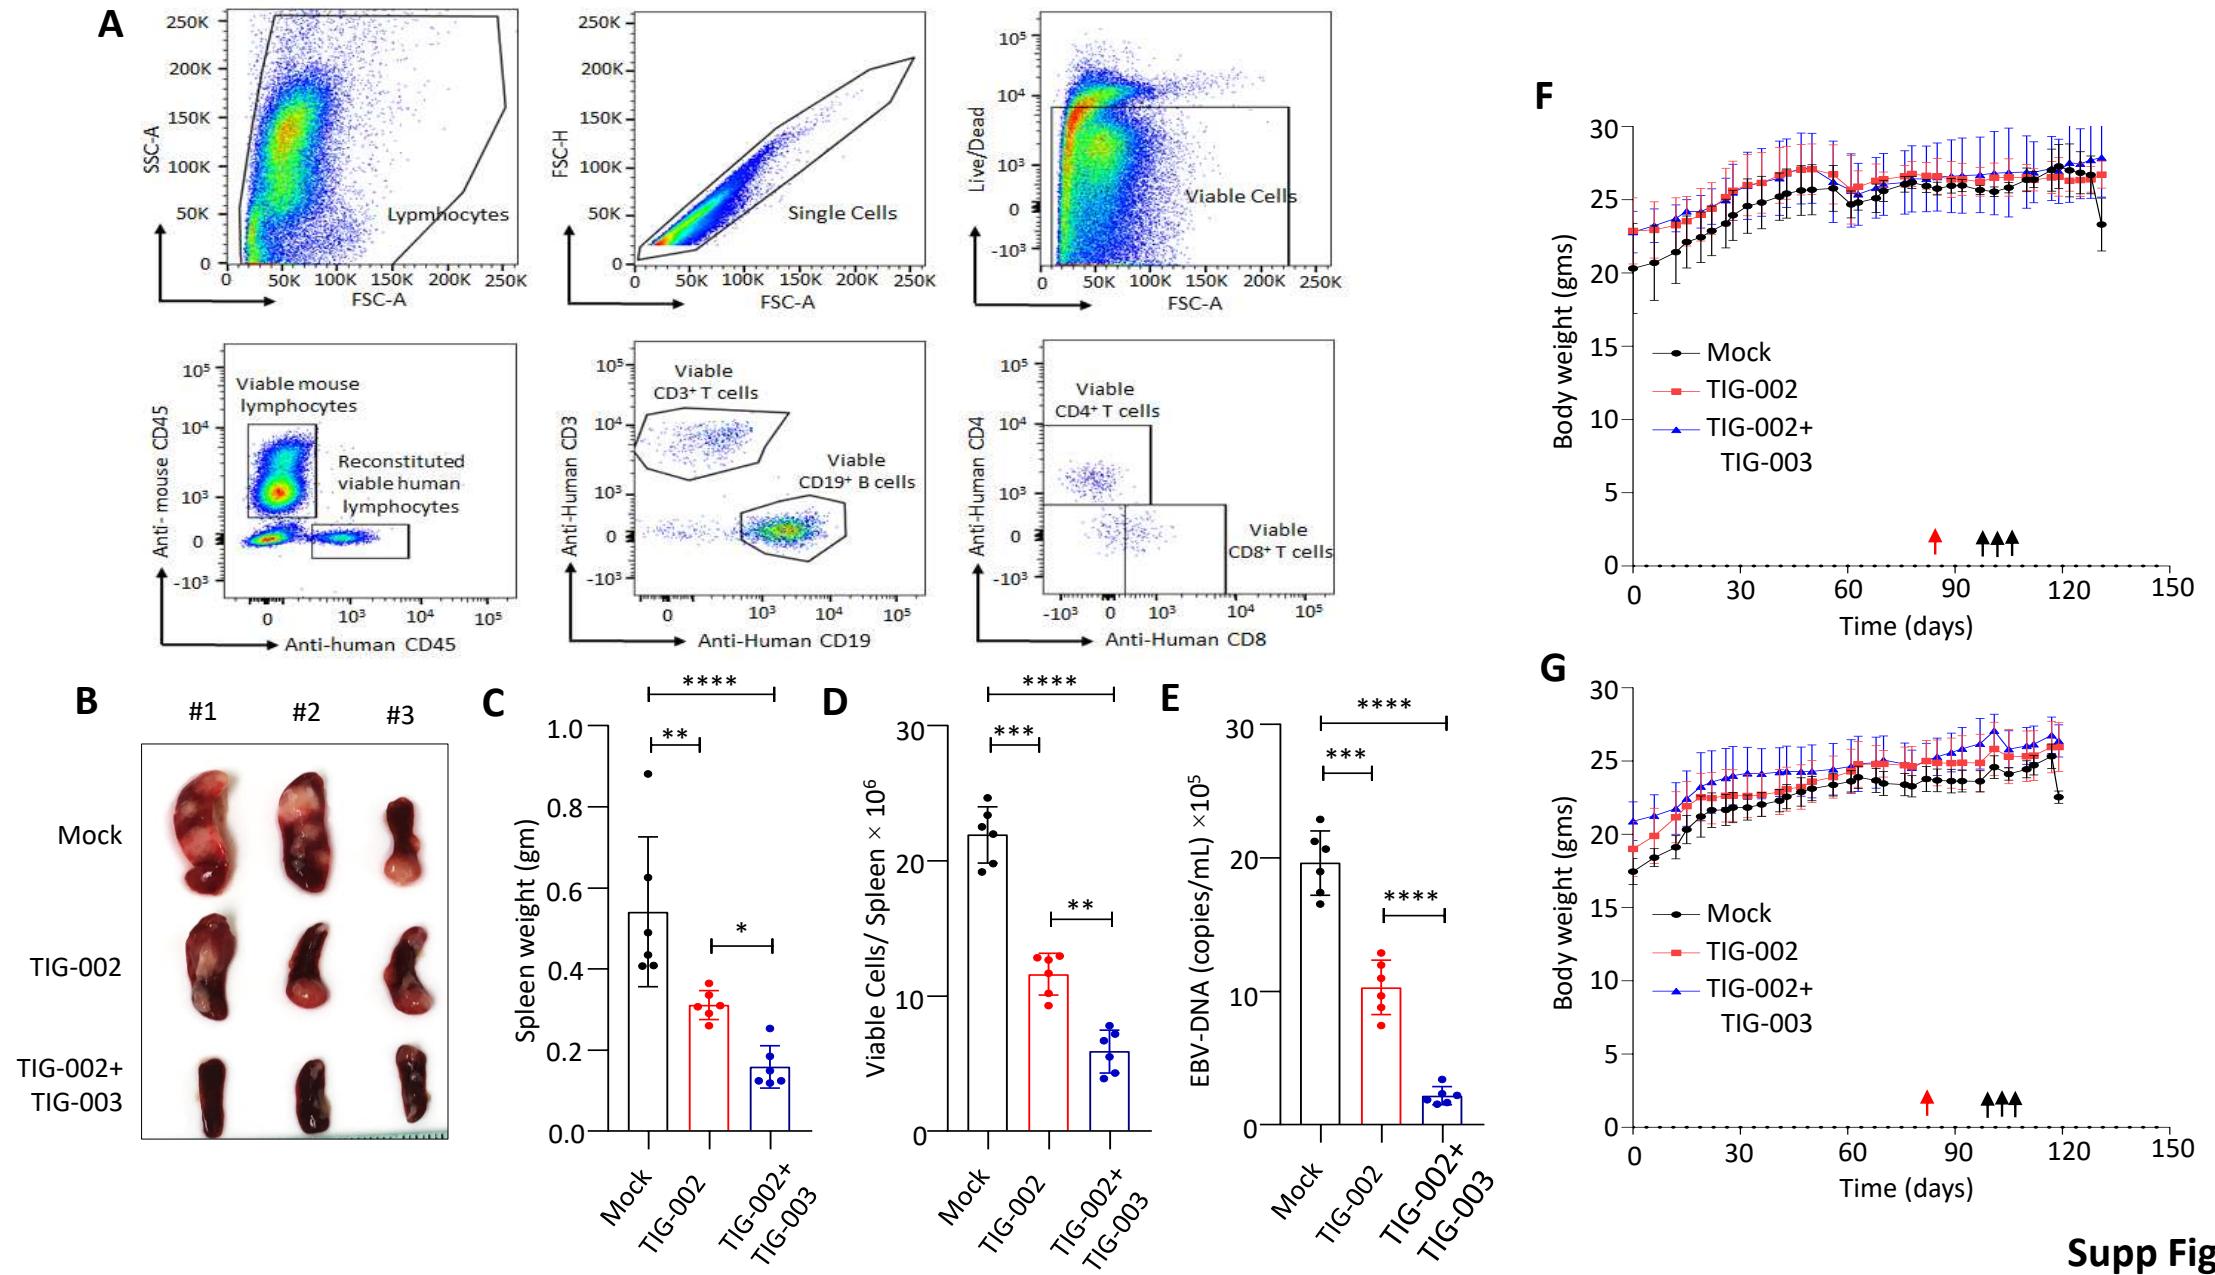 A
250K
200K
150K
100K
50K
0
SSC-A
Lypmhocytes
0 50K 100K 150K 200K 250K
FSC-A
250K
200K
150K
100K
50K
0
FSC-H
Single Cells
0 50K 100K 150K 200K 250K
FSC-A
10⁵
10⁴
10³
0
-10³
Live/Dead
Viable Cells
0 50K 100K 150K 200K 250K
FSC-A
10⁵
10⁴
10³
0
-10³
Anti- mouse CD45
Viable mouse
lymphocytes
Reconstituted
viable human
lymphocytes
0 10³ 10⁴ 10⁵
Anti-human CD45
10⁵
10⁴
10³
0
-10³
Anti-Human CD3
Viable
CD3⁺ T cells
Viable
CD19⁺ B cells
0 10³ 10⁴ 10⁵
Anti-Human CD19
10⁵
10⁴
10³
0
-10³
Anti-Human CD4
Viable
CD4⁺ T cells
Viable
CD8⁺ T cells
-10³ 0 10³ 10⁴ 10⁵
Anti-Human CD8
B
#1 #2 #3
Mock
TIG-002
TIG-002+
TIG-003
C
****
**
*
1.0
0.8
0.6
0.4
0.2
0.0
Spleen weight (gm)
Mock
TIG-002
TIG-002+
TIG-003
D
****
***
**
30
20
10
0
Viable Cells/ Spleen × 10⁶
Mock
TIG-002
TIG-002+
TIG-003
E
****
***
****
30
20
10
0
EBV-DNA (copies/mL) ×10⁵
Mock
TIG-002
TIG-002+
TIG-003
F
30
25
20
15
10
5
0
Body weight (gms)
Mock
TIG-002
TIG-002+
TIG-003
0 30 60 90 120 150
Time (days)
G
30
25
20
15
10
5
0
Body weight (gms)
Mock
TIG-002
TIG-002+
TIG-003
0 30 60 90 120 150
Time (days)
Supp Fig